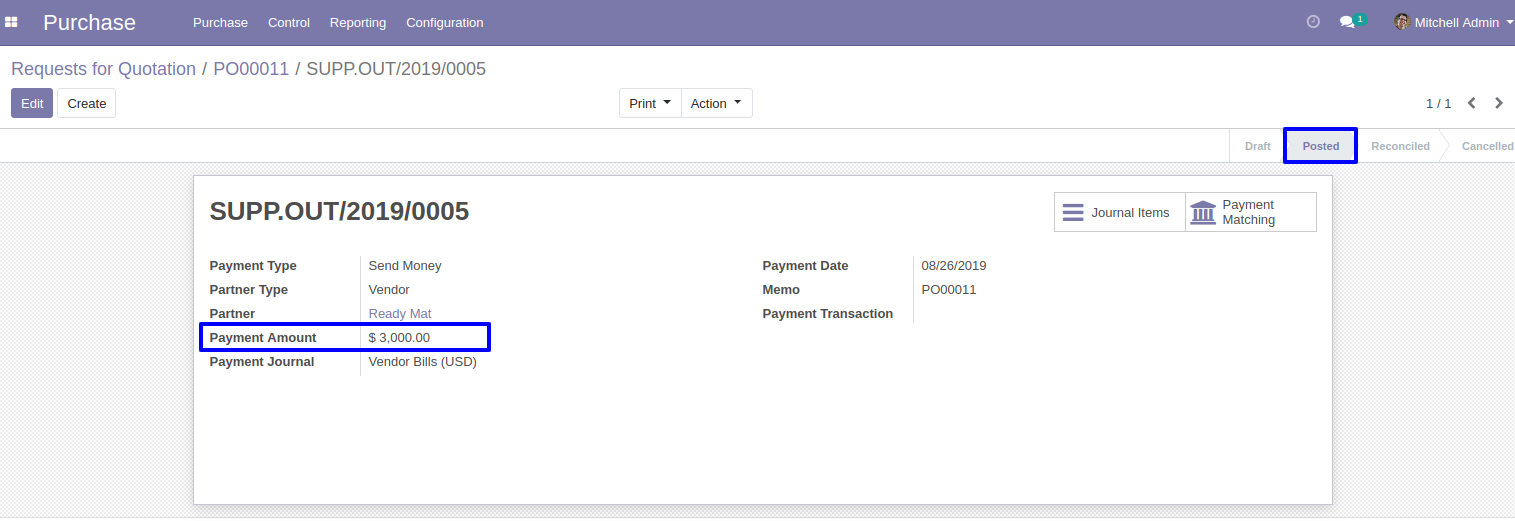 Purchase Purchase Control Reporting Configuration 1 Mitchell Admin
Requests for Quotation / PO00011 / SUPP.OUT/2019/0005
Edit Create Print Action 1 / 1
Draft Posted Reconciled Cancelled
SUPP.OUT/2019/0005
Journal Items
Payment
Matching
Payment Type Send Money
Partner Type Vendor
Partner Ready Mat
Payment Amount $ 3,000.00
Payment Journal Vendor Bills (USD)
Payment Date 08/26/2019
Memo PO00011
Payment Transaction